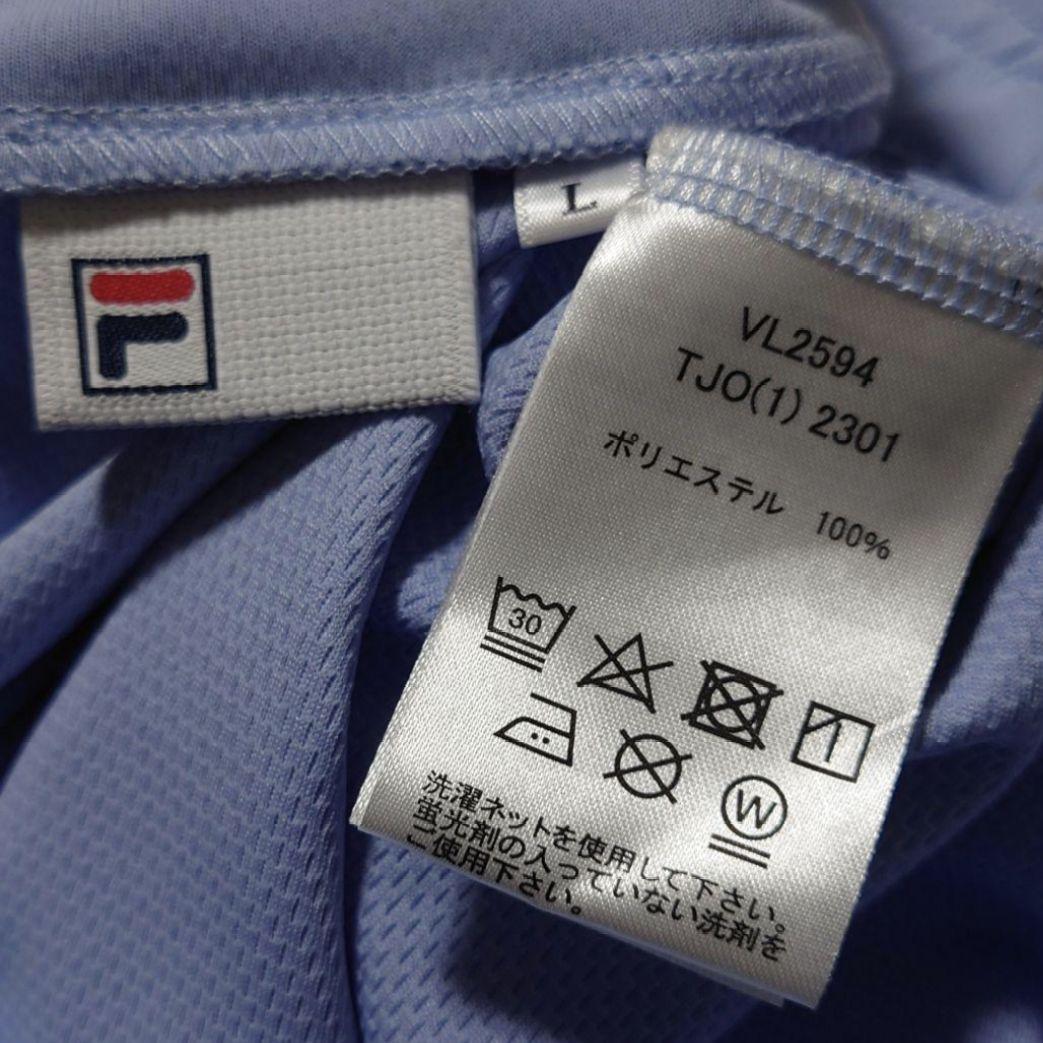 L
VL2594
TJO(1) 2301
ポリエステル 100%
30
W
洗濯ネットを使用して下さい。
蛍光剤の入っていない洗剤を
ご使用下さい。